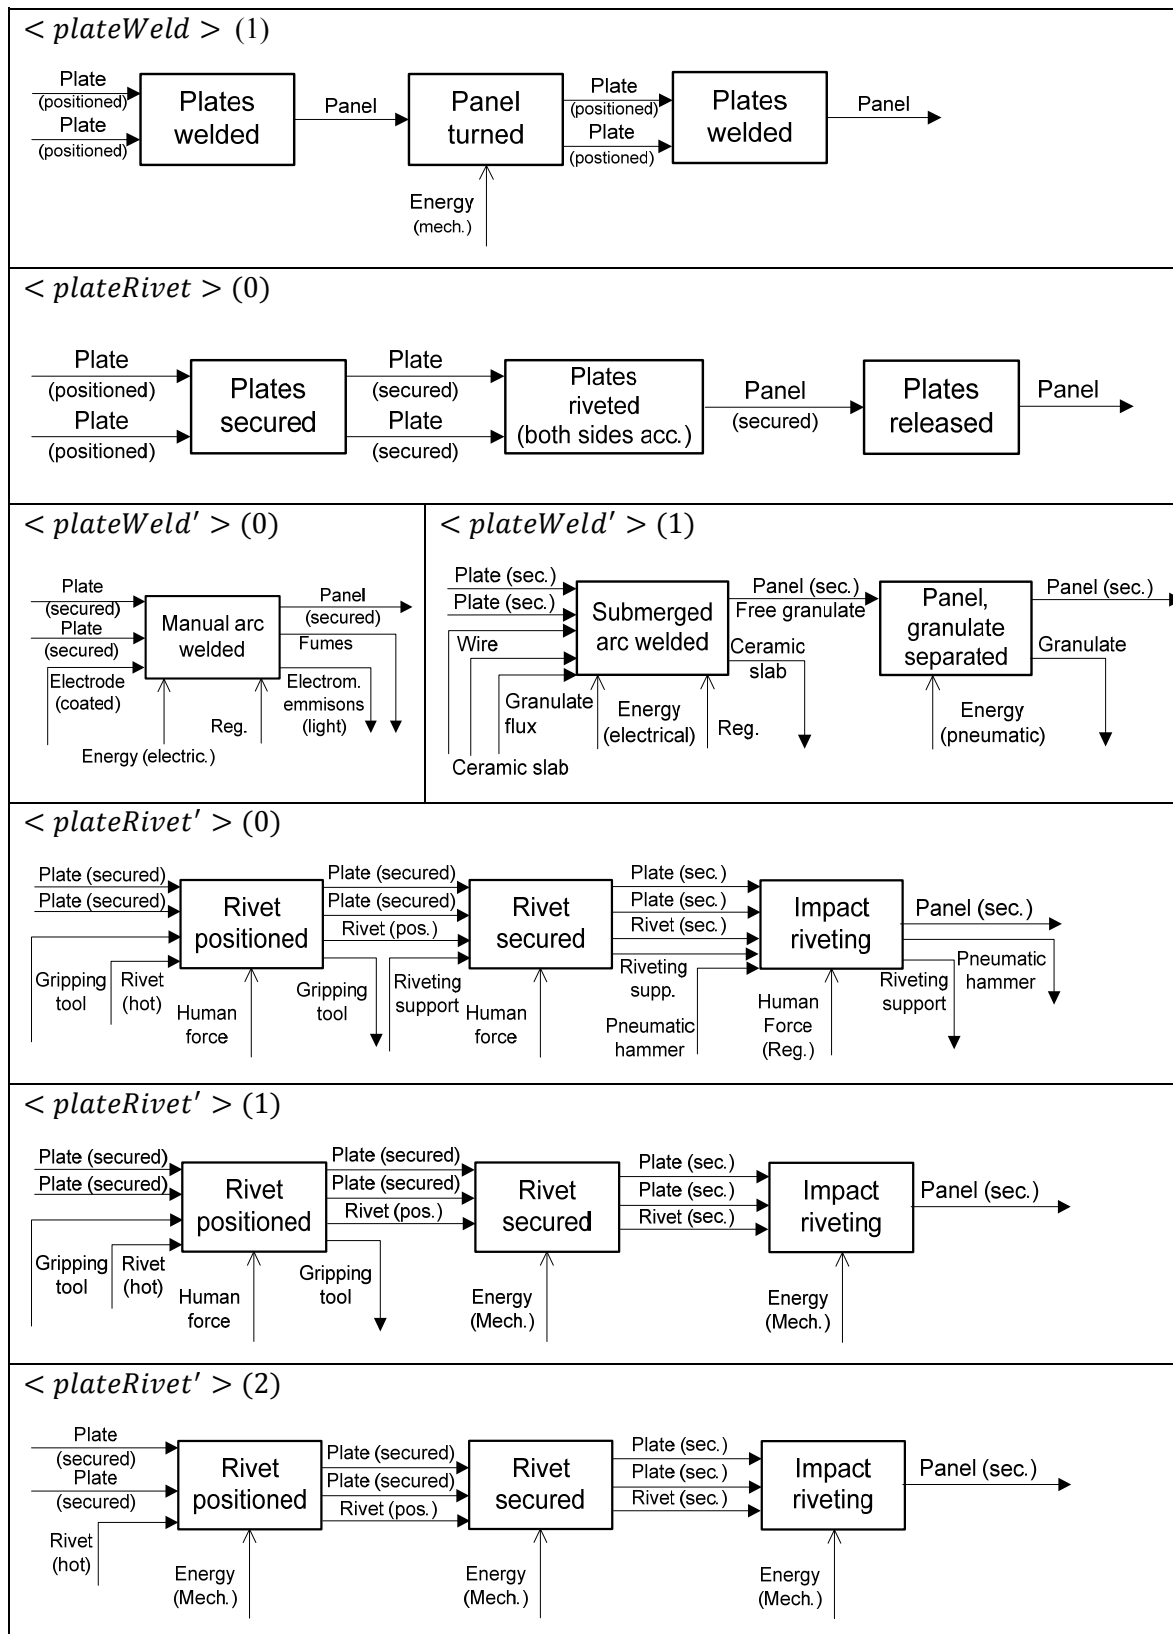 < plateWeld > (1)
Plate
(positioned)
Plate
(positioned)
Plates
welded
Panel
Panel
turned
Energy
(mech.)
Plate
(positioned)
Plate
(postioned)
Plates
welded
Panel
< plateRivet > (0)
Plate
(positioned)
Plate
(positioned)
Plates
secured
Plate
(secured)
Plate
(secured)
Plates
riveted
(both sides acc.)
Panel
(secured)
Plates
released
Panel
< plateWeld' > (0)
Plate
(secured)
Plate
(secured)
Electrode
(coated)
Manual arc
welded
Energy (electric.)
Reg.
Panel
(secured)
Fumes
Electrom.
emmisons
(light)
< plateWeld' > (1)
Plate (sec.)
Plate (sec.)
Wire
Ceramic slab
Granulate
flux
Submerged
arc welded
Energy
(electrical)
Reg.
Panel (sec.)
Free granulate
Ceramic
slab
Panel,
granulate
separated
Energy
(pneumatic)
Panel (sec.)
Granulate
< plateRivet' > (0)
Plate (secured)
Plate (secured)
Gripping
tool
Rivet
(hot)
Rivet
positioned
Human
force
Plate (secured)
Plate (secured)
Rivet (pos.)
Gripping
tool
Riveting
support
Rivet
secured
Human
force
Plate (sec.)
Plate (sec.)
Rivet (sec.)
Riveting
supp.
Pneumatic
hammer
Impact
riveting
Human
Force
(Reg.)
Panel (sec.)
Riveting
support
Pneumatic
hammer
< plateRivet' > (1)
Plate (secured)
Plate (secured)
Gripping
tool
Rivet
(hot)
Rivet
positioned
Human
force
Plate (secured)
Plate (secured)
Rivet (pos.)
Gripping
tool
Rivet
secured
Energy
(Mech.)
Plate (sec.)
Plate (sec.)
Rivet (sec.)
Impact
riveting
Energy
(Mech.)
Panel (sec.)
< plateRivet' > (2)
Plate
(secured)
Plate
(secured)
Rivet
(hot)
Rivet
positioned
Energy
(Mech.)
Plate (secured)
Plate (secured)
Rivet (pos.)
Rivet
secured
Energy
(Mech.)
Plate (sec.)
Plate (sec.)
Rivet (sec.)
Impact
riveting
Energy
(Mech.)
Panel (sec.)